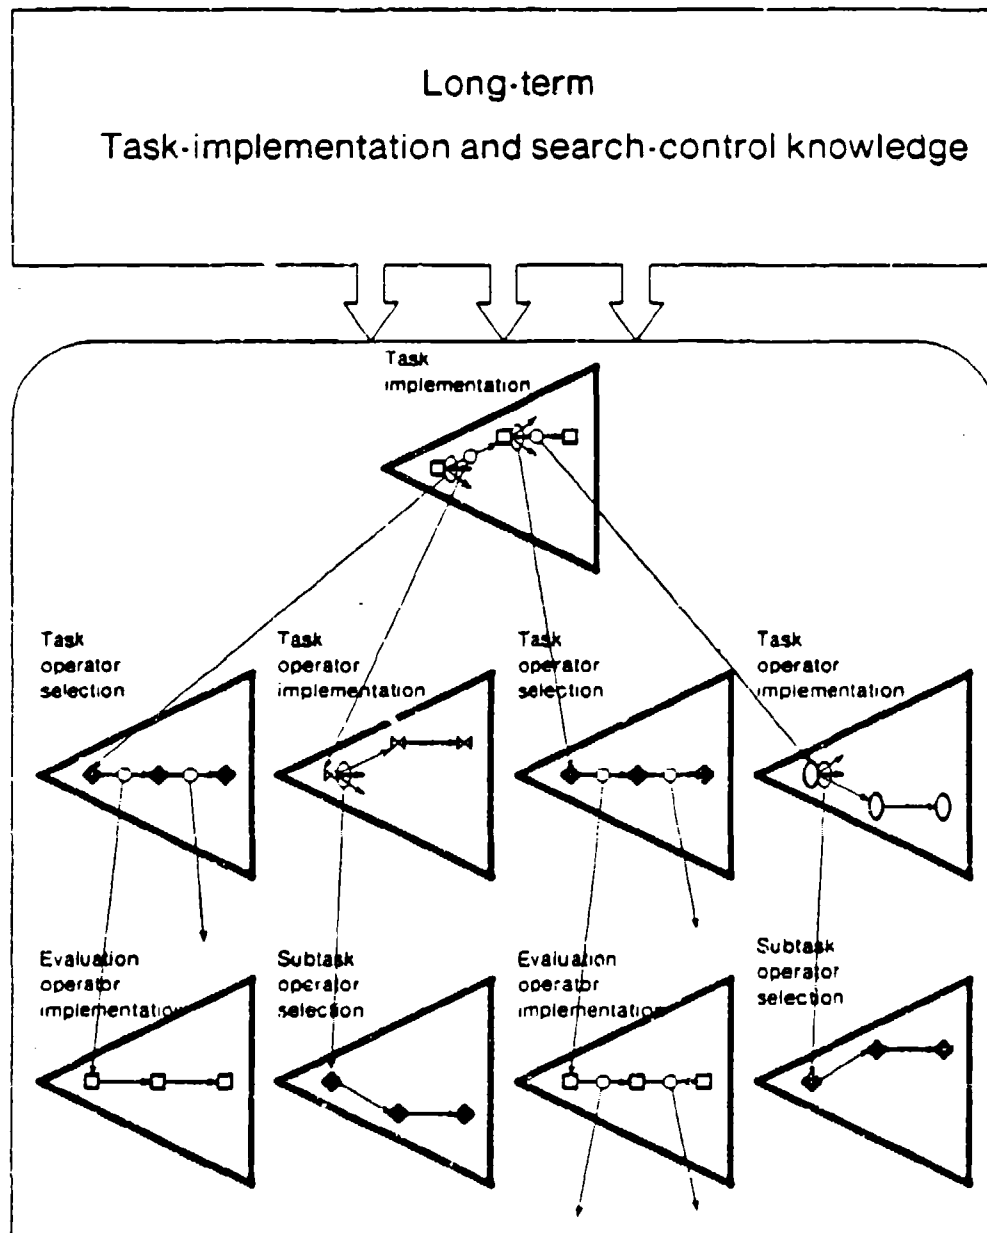 Long-term
Task-implementation and search-control knowledge
Task
implementation
Task
operator
selection
Task
operator
implementation
Task
operator
selection
Task
operator
implementation
Evaluation
operator
implementation
Subtask
operator
selection
Evaluation
operator
implementation
Subtask
operator
selection